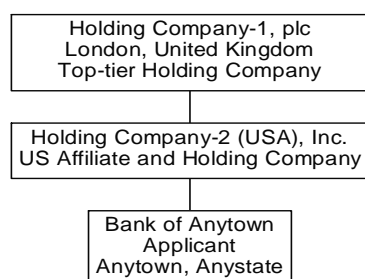 Holding Company-1, plc
London, United Kingdom
Top-tier Holding Company
Holding Company-2 (USA), Inc.
US Affiliate and Holding Company
Bank of Anytown
Applicant
Anytown, Anystate